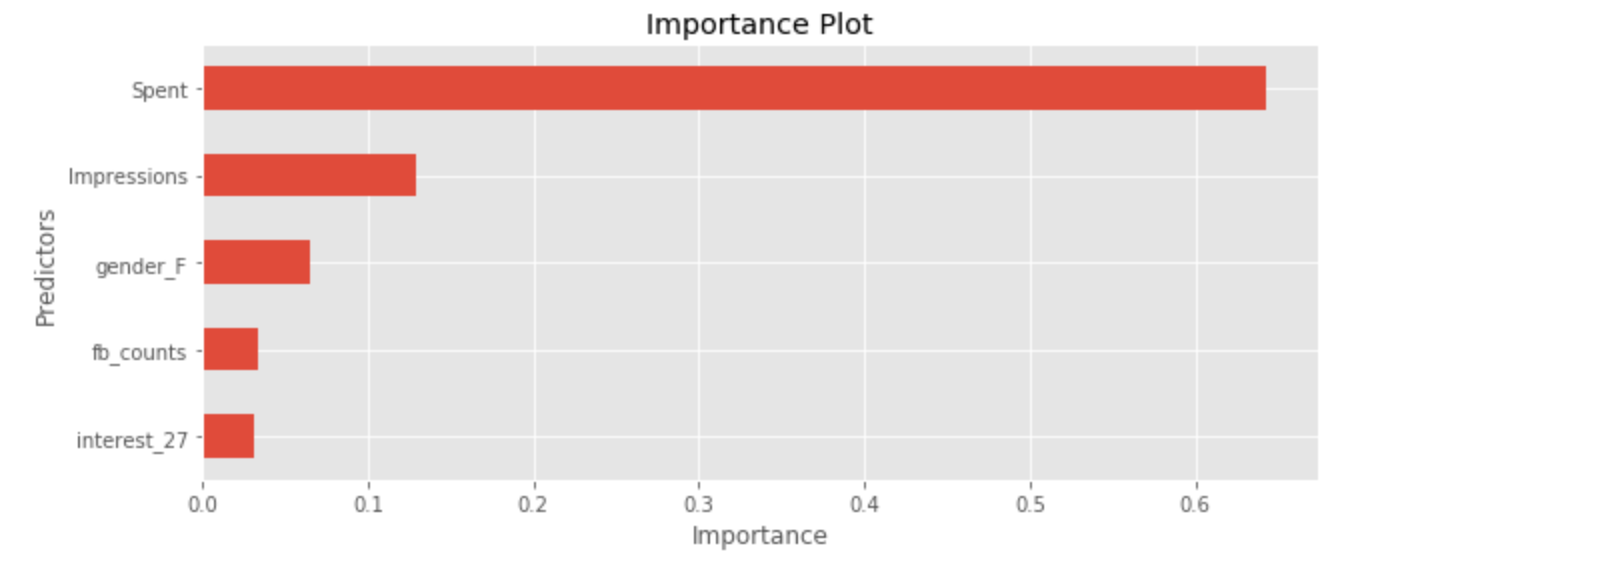 Importance Plot
Spent
Impressions
gender_F
fb_counts
interest_27
Predictors
0.0 0.1 0.2 0.3 0.4 0.5 0.6
Importance